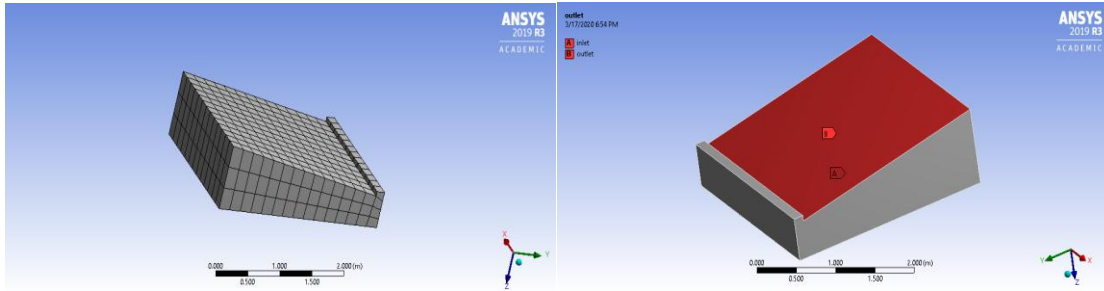 ANSYS
2019 R3
ACADEMIC
X
Y
Z
0.000 1.000 2.000 (m)
0.500 1.500
outlet
3/17/2020 6:54 PM
A inlet
B outlet
ANSYS
2019 R3
ACADEMIC
B
A
0.000 1.000 2.000 (m)
0.500 1.500
Y
X
Z